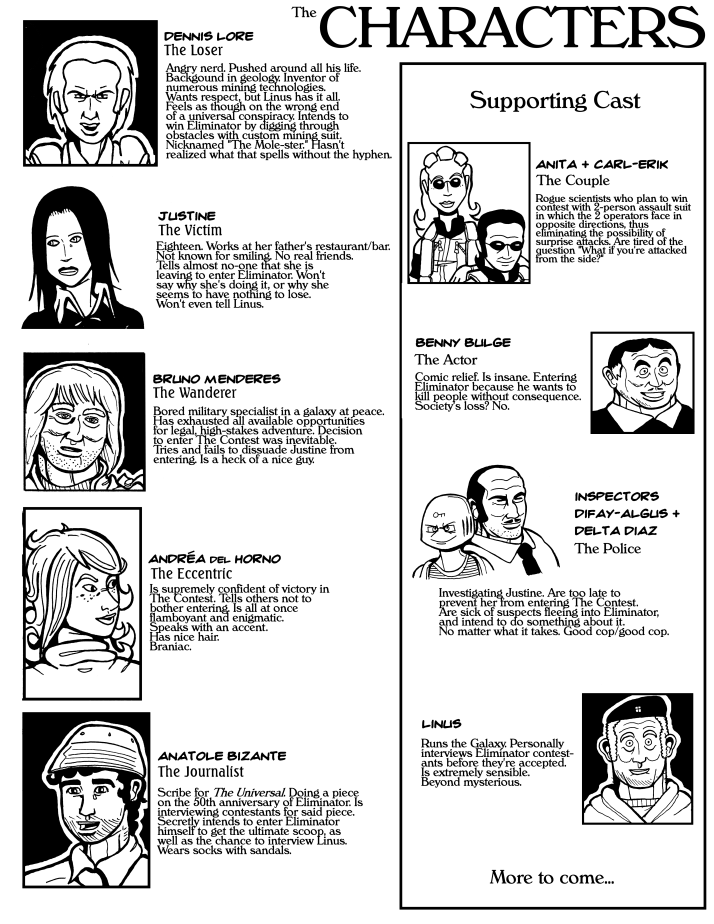 The CHARACTERS
DENNIS LORE
The Loser
Angry nerd. Pushed around all his life.
Backgound in geology. Inventor of
numerous mining technologies.
Wants respect, but Linus has it all.
Feels as though on the wrong end
of a universal conspiracy. Intends to
win Eliminator by digging through
obstacles with custom mining suit.
Nicknamed "The Mole-ster." Hasn't
realized what that spells without the hyphen.
JUSTINE
The Victim
Eighteen. Works at her father's restaurant/bar.
Not known for smiling. No real friends.
Tells almost no-one that she is
leaving to enter Eliminator. Won't
say why she's doing it, or why she
seems to have nothing to lose.
Won't even tell Linus.
BRUNO MENDERES
The Wanderer
Bored military specialist in a galaxy at peace.
Has exhausted all available opportunities
for legal, high-stakes adventure. Decision
to enter The Contest was inevitable.
Tries and fails to dissuade Justine from
entering. Is a heck of a nice guy.
ANDRÉA DEL HORNO
The Eccentric
Is supremely confident of victory in
The Contest. Tells others not to
bother entering. Is all at once
flamboyant and enigmatic.
Speaks with an accent.
Has nice hair.
Braniac.
ANATOLE BIZANTE
The Journalist
Scribe for The Universal. Doing a piece
on the 50th anniversary of Eliminator. Is
interviewing contestants for said piece.
Secretly intends to enter Eliminator
himself to get the ultimate scoop, as
well as the chance to interview Linus.
Wears socks with sandals.
Supporting Cast
ANITA + CARL-ERIK
The Couple
Rogue scientists who plan to win
contest with 2-person assault suit
in which the 2 operators face in
opposite directions, thus
eliminating the possibility of
surprise attacks. Are tired of the
question "What if you're attacked
from the side?"
BENNY BULGE
The Actor
Comic relief. Is insane. Entering
Eliminator because he wants to
kill people without consequence.
Society's loss? No.
INSPECTORS
DIFAY-ALGUS +
DELTA DIAZ
The Police
Investigating Justine. Are too late to
prevent her from entering The Contest.
Are sick of suspects fleeing into Eliminator,
and intend to do something about it.
No matter what it takes. Good cop/good cop.
LINUS
Runs the Galaxy. Personally
interviews Eliminator contest-
ants before they're accepted.
Is extremely sensible.
Beyond mysterious.
More to come...